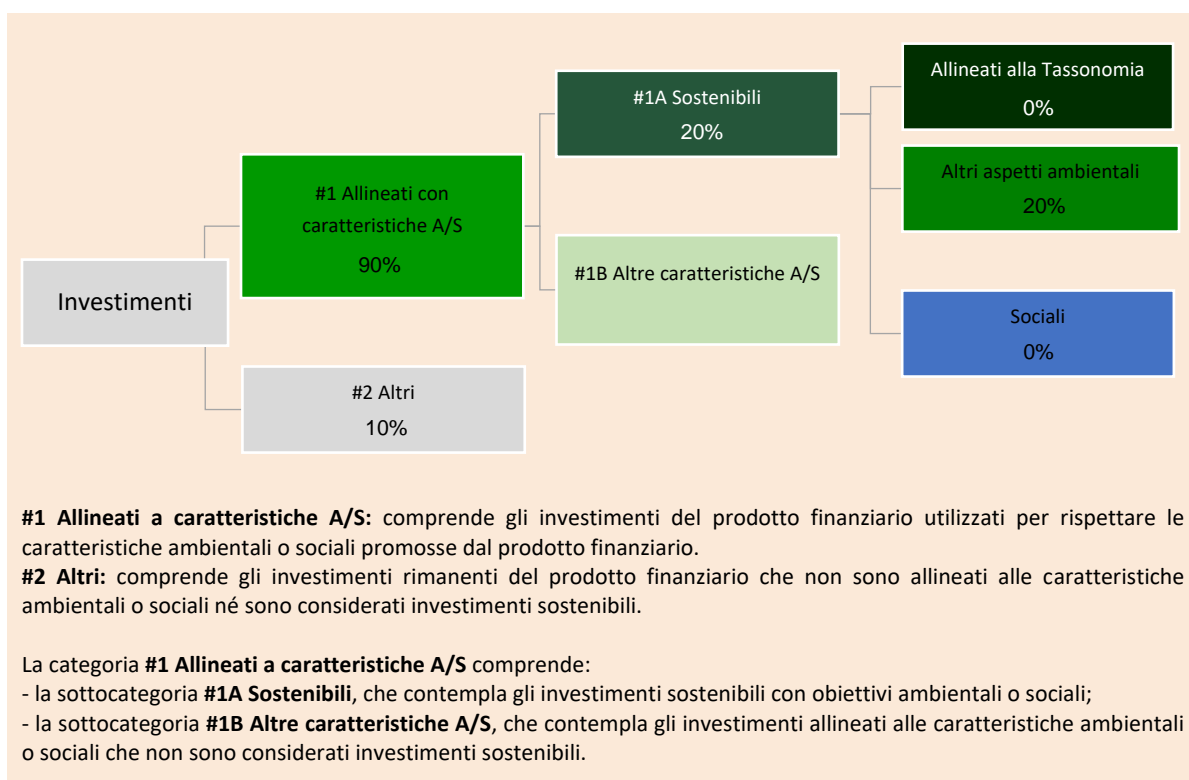 Investimenti
#1 Allineati con
caratteristiche A/S
90%
#2 Altri
10%
#1A Sostenibili
20%
#1B Altre caratteristiche A/S
Allineati alla Tassonomia
0%
Altri aspetti ambientali
20%
Sociali
0%
#1 Allineati a caratteristiche A/S: comprende gli investimenti del prodotto finanziario utilizzati per rispettare le
caratteristiche ambientali o sociali promosse dal prodotto finanziario.
#2 Altri: comprende gli investimenti rimanenti del prodotto finanziario che non sono allineati alle caratteristiche
ambientali o sociali né sono considerati investimenti sostenibili.
La categoria #1 Allineati a caratteristiche A/S comprende:
- la sottocategoria #1A Sostenibili, che contempla gli investimenti sostenibili con obiettivi ambientali o sociali;
- la sottocategoria #1B Altre caratteristiche A/S, che contempla gli investimenti allineati alle caratteristiche ambientali
o sociali che non sono considerati investimenti sostenibili.